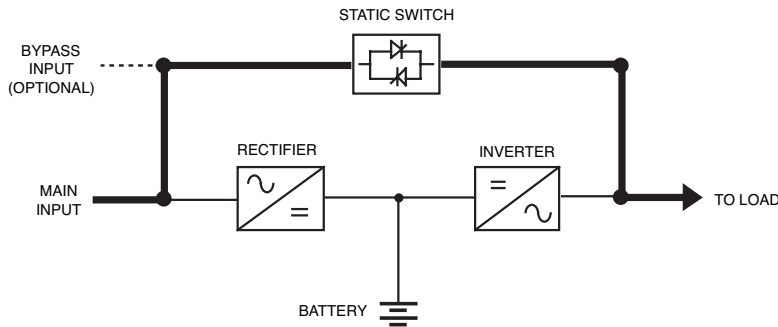 STATIC SWITCH
BYPASS
INPUT
(OPTIONAL)
RECTIFIER
INVERTER
MAIN
INPUT
TO LOAD
BATTERY